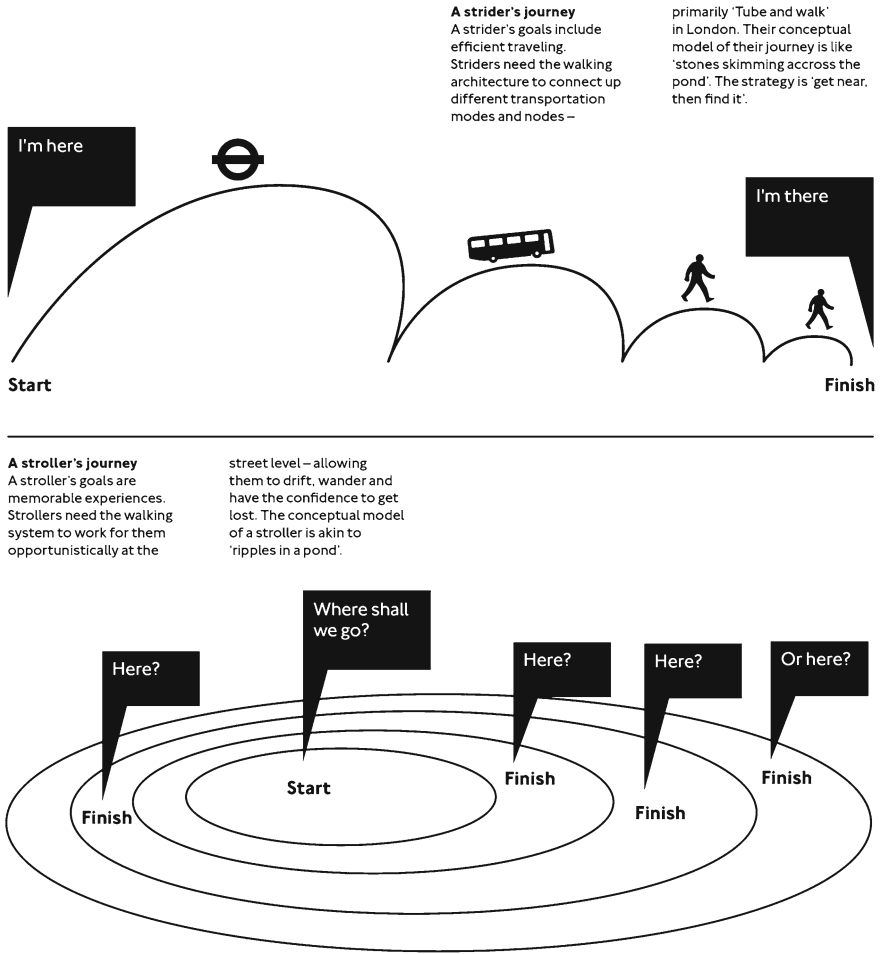 A strider's journey
A strider's goals include
efficient traveling.
Striders need the walking
architecture to connect up
different transportation
modes and nodes –
primarily 'Tube and walk'
in London. Their conceptual
model of their journey is like
'stones skimming accross the
pond'. The strategy is 'get near,
then find it'.
I'm here
I'm there
Start
Finish
A stroller's journey
A stroller's goals are
memorable experiences.
Strollers need the walking
system to work for them
opportunistically at the
street level – allowing
them to drift, wander and
have the confidence to get
lost. The conceptual model
of a stroller is akin to
'ripples in a pond'.
Here?
Where shall
we go?
Here?
Here?
Or here?
Finish
Start
Finish
Finish
Finish